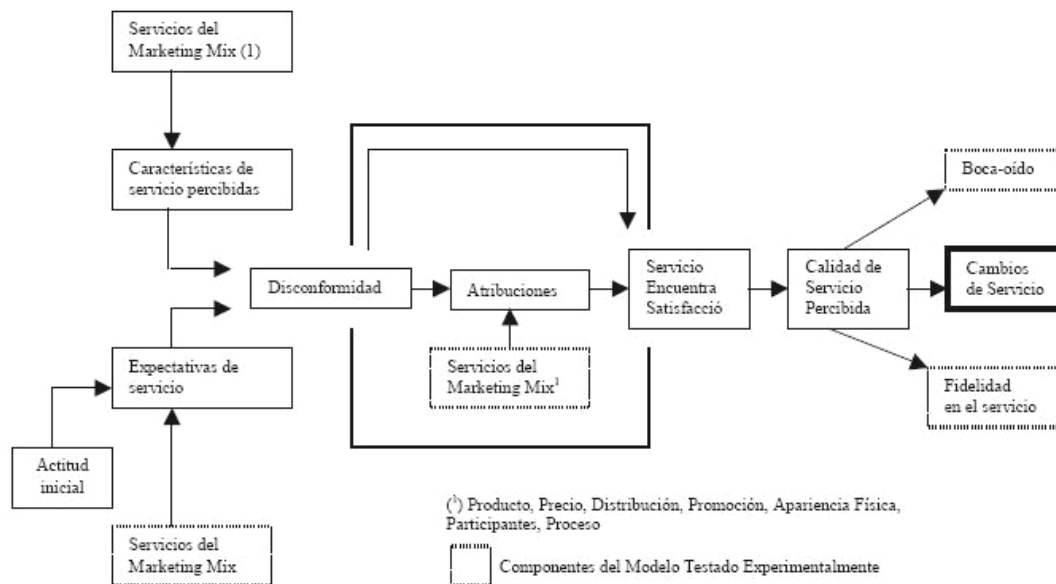 Servicios del
Marketing Mix (1)
Características de
servicio percibidas
Boca-oído
Disconformidad
Atribuciones
Servicio
Encuentra
Satisfacció
Calidad de
Servicio
Percibida
Cambios
de Servicio
Expectativas de
servicio
Servicios del
Marketing Mix¹
Fidelidad
en el servicio
Actitud
inicial
Servicios del
Marketing Mix
(¹) Producto, Precio, Distribución, Promoción, Apariencia Física,
Participantes, Proceso
Componentes del Modelo Testado Experimentalmente